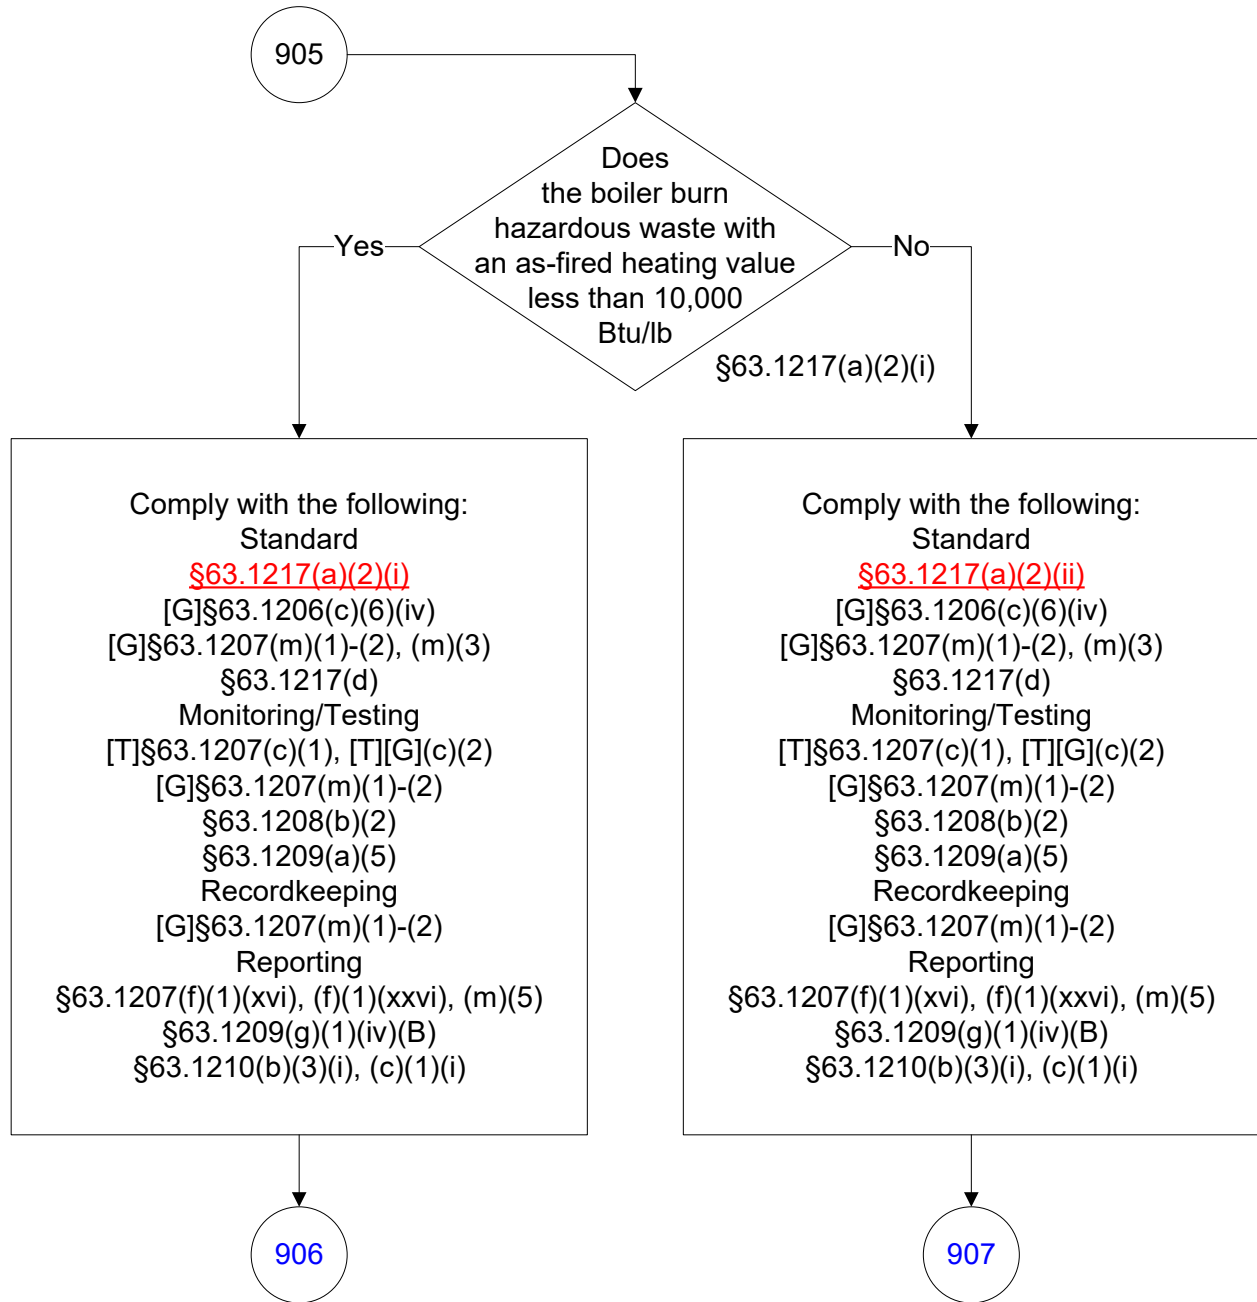 905
Does
the boiler burn
hazardous waste with
an as-fired heating value
less than 10,000
Btu/lb
Yes
No
§63.1217(a)(2)(i)
Comply with the following:
Standard
§63.1217(a)(2)(i)
[G]§63.1206(c)(6)(iv)
[G]§63.1207(m)(1)-(2), (m)(3)
§63.1217(d)
Monitoring/Testing
[T]§63.1207(c)(1), [T][G](c)(2)
[G]§63.1207(m)(1)-(2)
§63.1208(b)(2)
§63.1209(a)(5)
Recordkeeping
[G]§63.1207(m)(1)-(2)
Reporting
§63.1207(f)(1)(xvi), (f)(1)(xxvi), (m)(5)
§63.1209(g)(1)(iv)(B)
§63.1210(b)(3)(i), (c)(1)(i)
Comply with the following:
Standard
§63.1217(a)(2)(ii)
[G]§63.1206(c)(6)(iv)
[G]§63.1207(m)(1)-(2), (m)(3)
§63.1217(d)
Monitoring/Testing
[T]§63.1207(c)(1), [T][G](c)(2)
[G]§63.1207(m)(1)-(2)
§63.1208(b)(2)
§63.1209(a)(5)
Recordkeeping
[G]§63.1207(m)(1)-(2)
Reporting
§63.1207(f)(1)(xvi), (f)(1)(xxvi), (m)(5)
§63.1209(g)(1)(iv)(B)
§63.1210(b)(3)(i), (c)(1)(i)
906
907